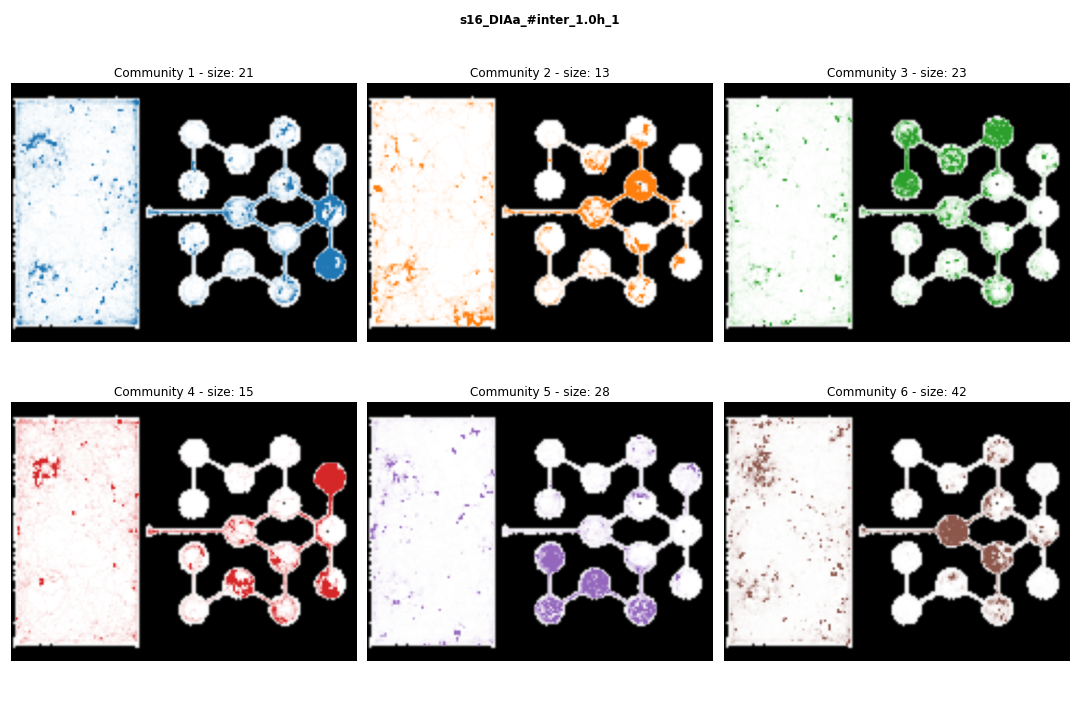 s16_DIAa_#inter_1.0h_1
Community 1 - size: 21
Community 2 - size: 13
Community 3 - size: 23
Community 4 - size: 15
Community 5 - size: 28
Community 6 - size: 42